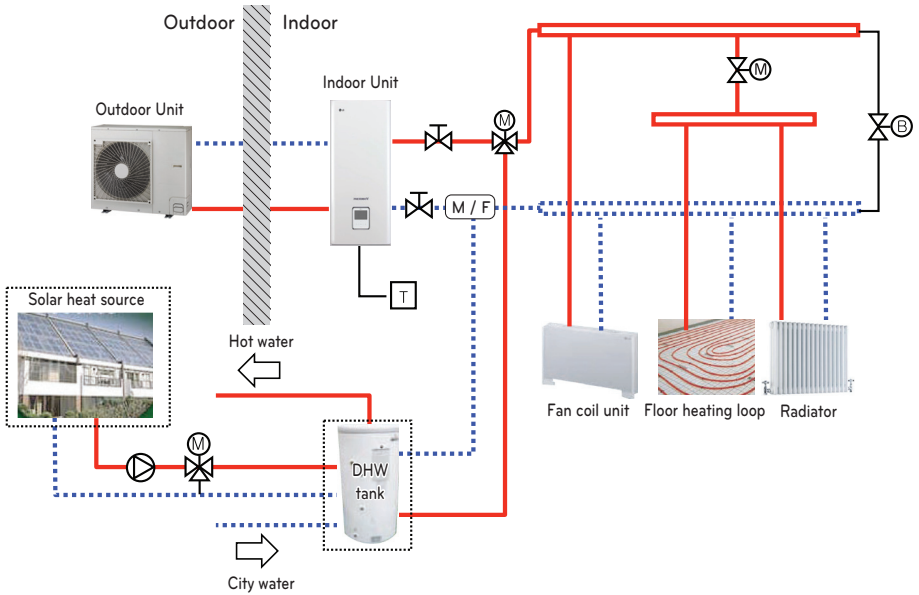 Outdoor
Indoor
Outdoor Unit
Indoor Unit
M
M
B
M / F
T
Solar heat source
Hot water
M
DHW
tank
Fan coil unit
Floor heating loop
Radiator
City water